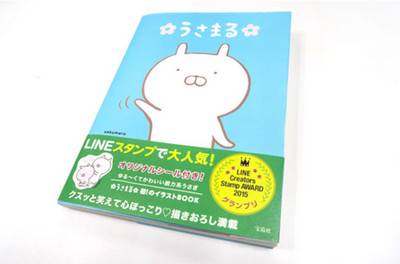 ✿うさまる✿
sakumaru
LINEスタンプで大人気!
オリジナルシール付き!
ゆる〜くてかわいい脱力系うさぎ
✿うさまる✿ 初!のイラストBOOK
クスッと笑えて心ほっこり♡描きおろし満載
LINE
Creators
Stamp AWARD
2015
グランプリ
宝島社